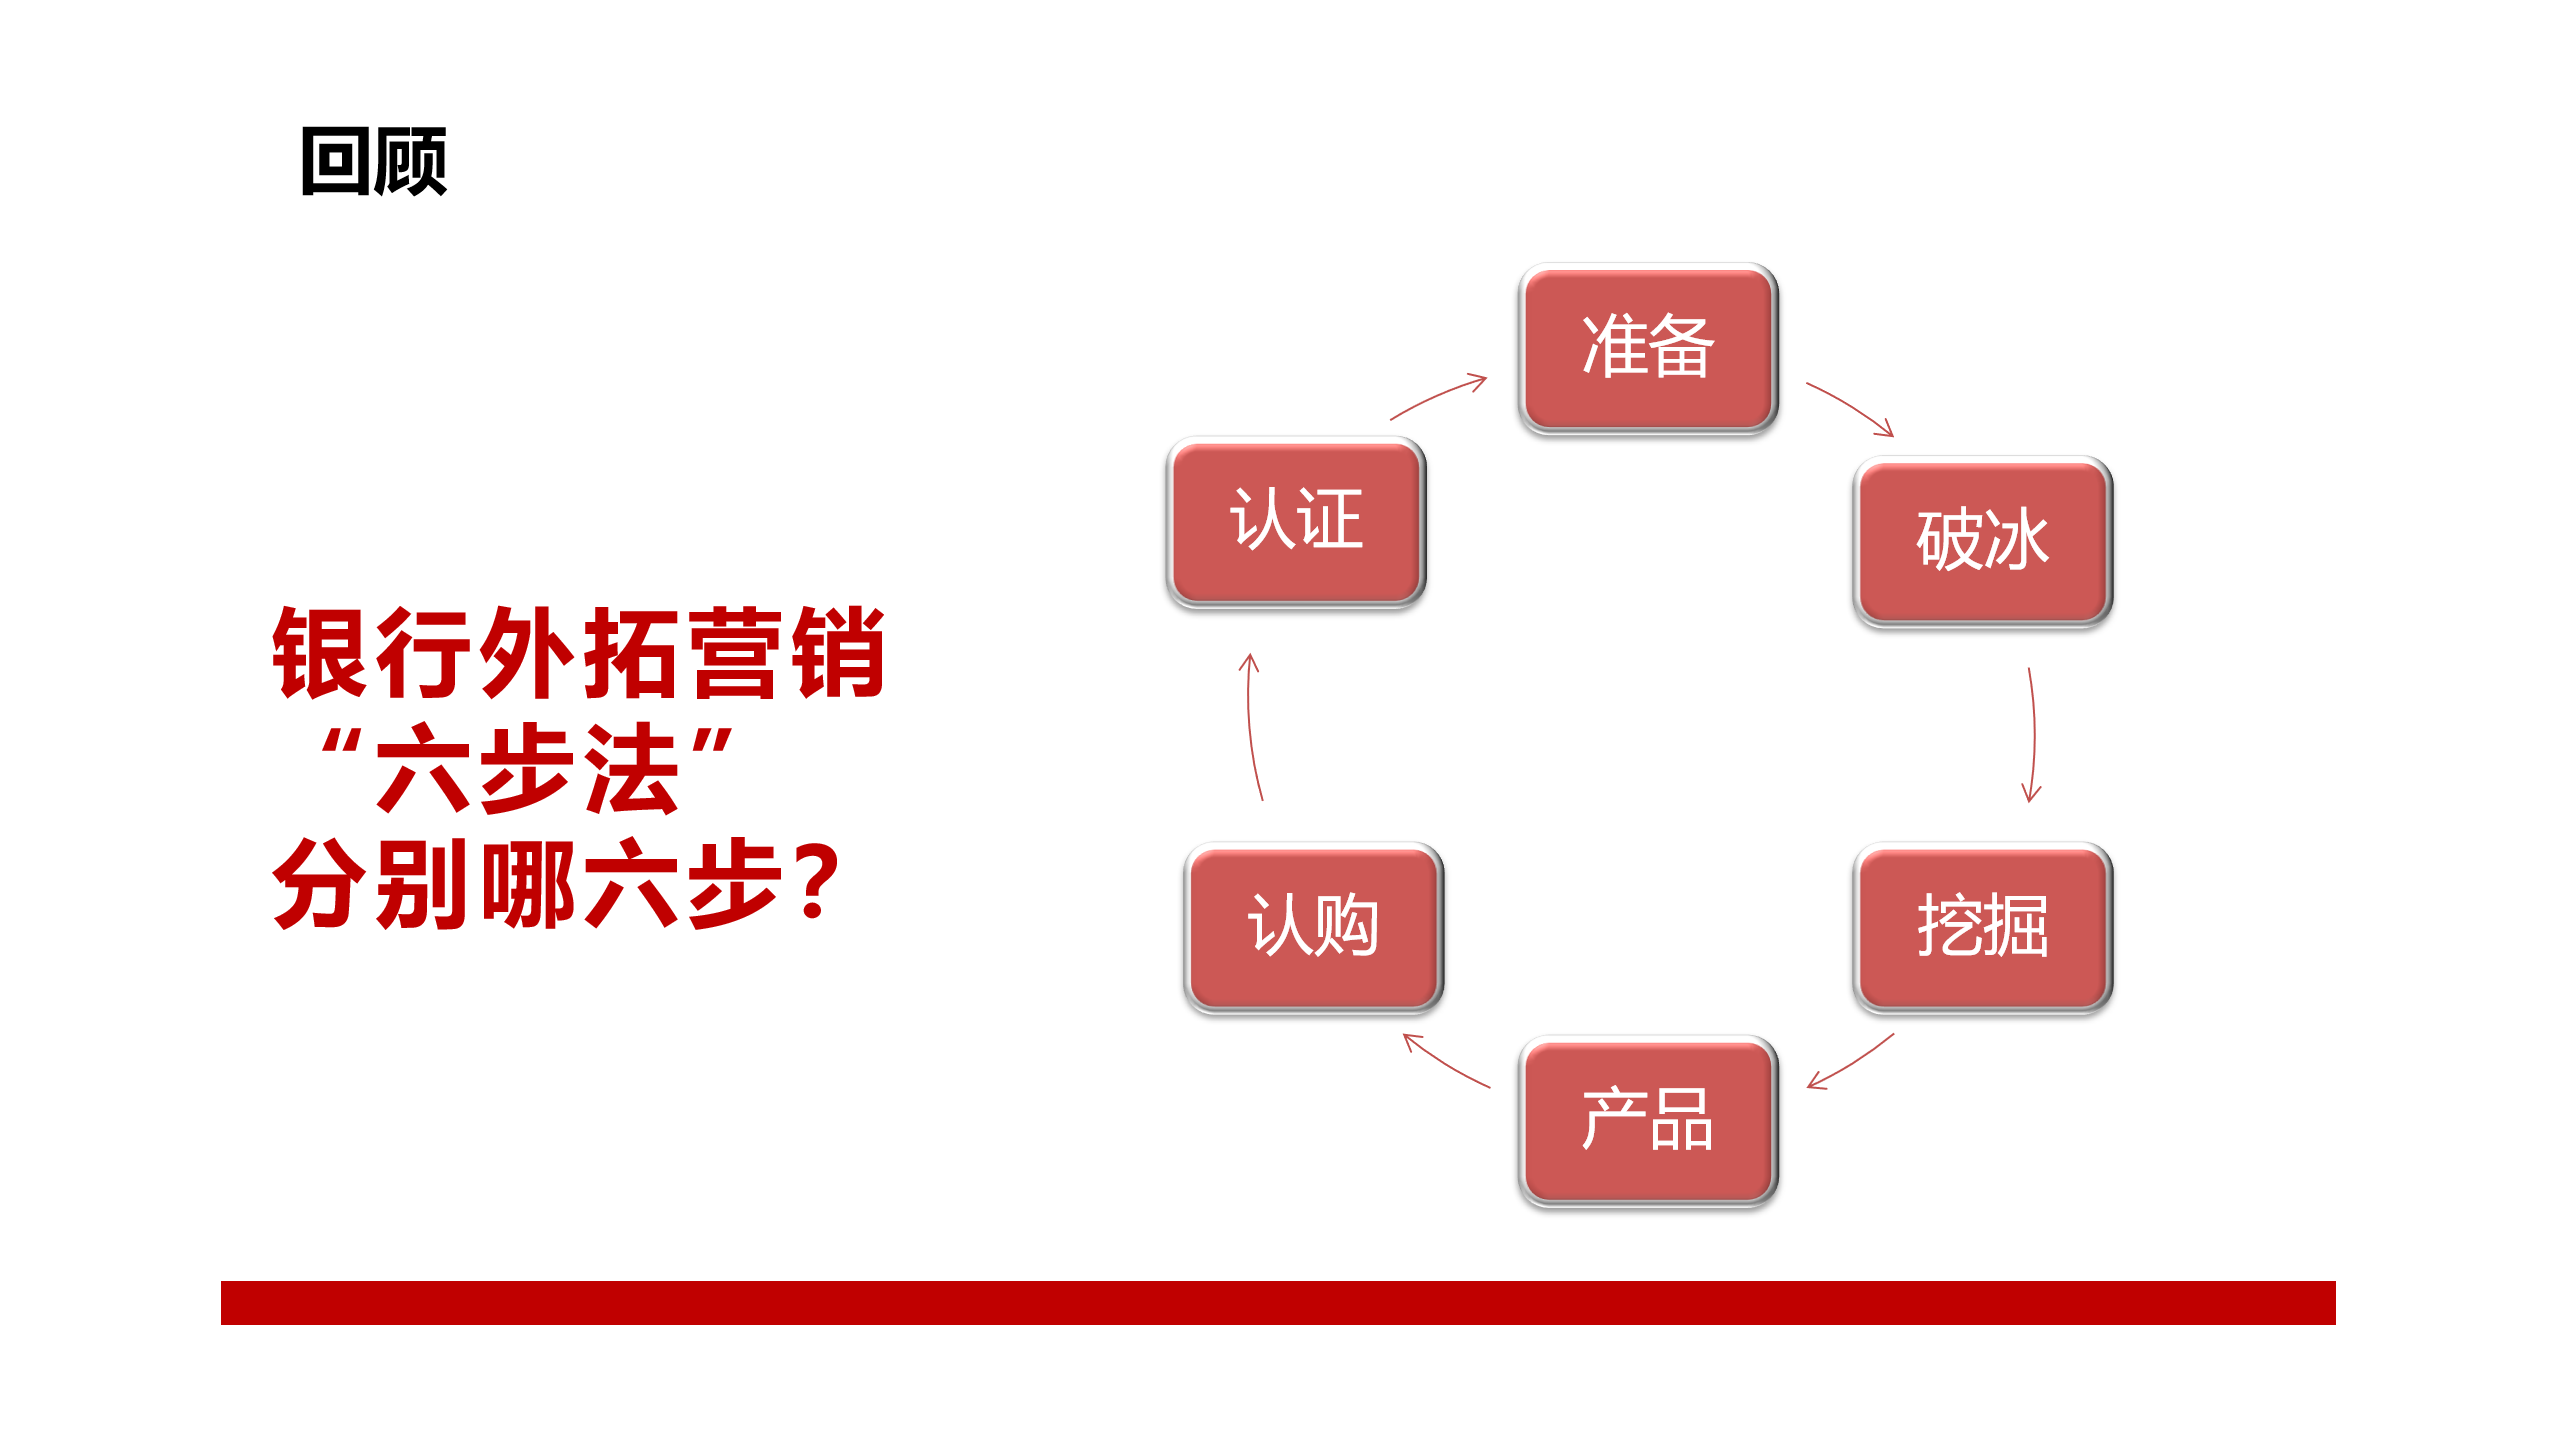 回顾
银行外拓营销
“六步法”
分别哪六步？
准备
破冰
挖掘
产品
认购
认证